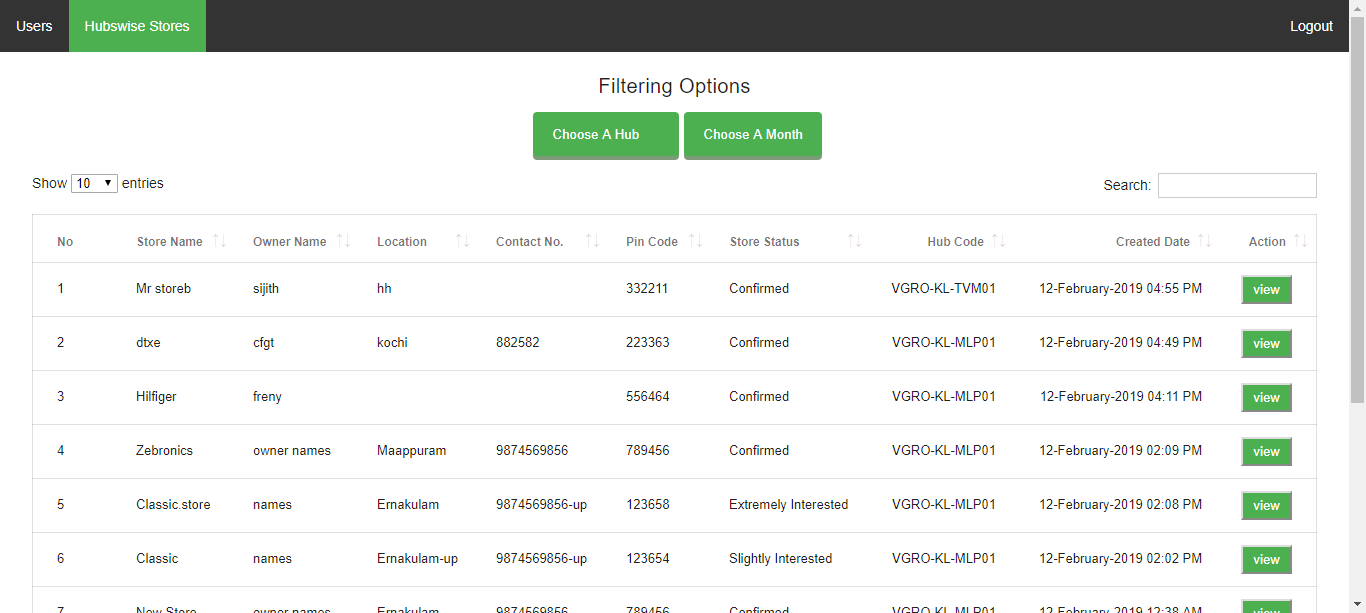 Users Hubswise Stores Logout
Filtering Options
Choose A Hub Choose A Month
Show 10 entries Search:
No Store Name Owner Name Location Contact No. Pin Code Store Status Hub Code Created Date Action
1 Mr storeb sijith hh 332211 Confirmed VGRO-KL-TVM01 12-February-2019 04:55 PM view
2 dtxe cfgt kochi 882582 223363 Confirmed VGRO-KL-MLP01 12-February-2019 04:49 PM view
3 Hilfiger freny 556464 Confirmed VGRO-KL-MLP01 12-February-2019 04:11 PM view
4 Zebronics owner names Maappuram 9874569856 789456 Confirmed VGRO-KL-MLP01 12-February-2019 02:09 PM view
5 Classic.store names Ernakulam 9874569856-up 123658 Extremely Interested VGRO-KL-MLP01 12-February-2019 02:08 PM view
6 Classic names Ernakulam-up 9874569856-up 123654 Slightly Interested VGRO-KL-MLP01 12-February-2019 02:02 PM view
7 New Store owner names Ernakulam 9874569856 789456 Confirmed VGRO-KL-MLP01 12-February-2019 12:38 AM view